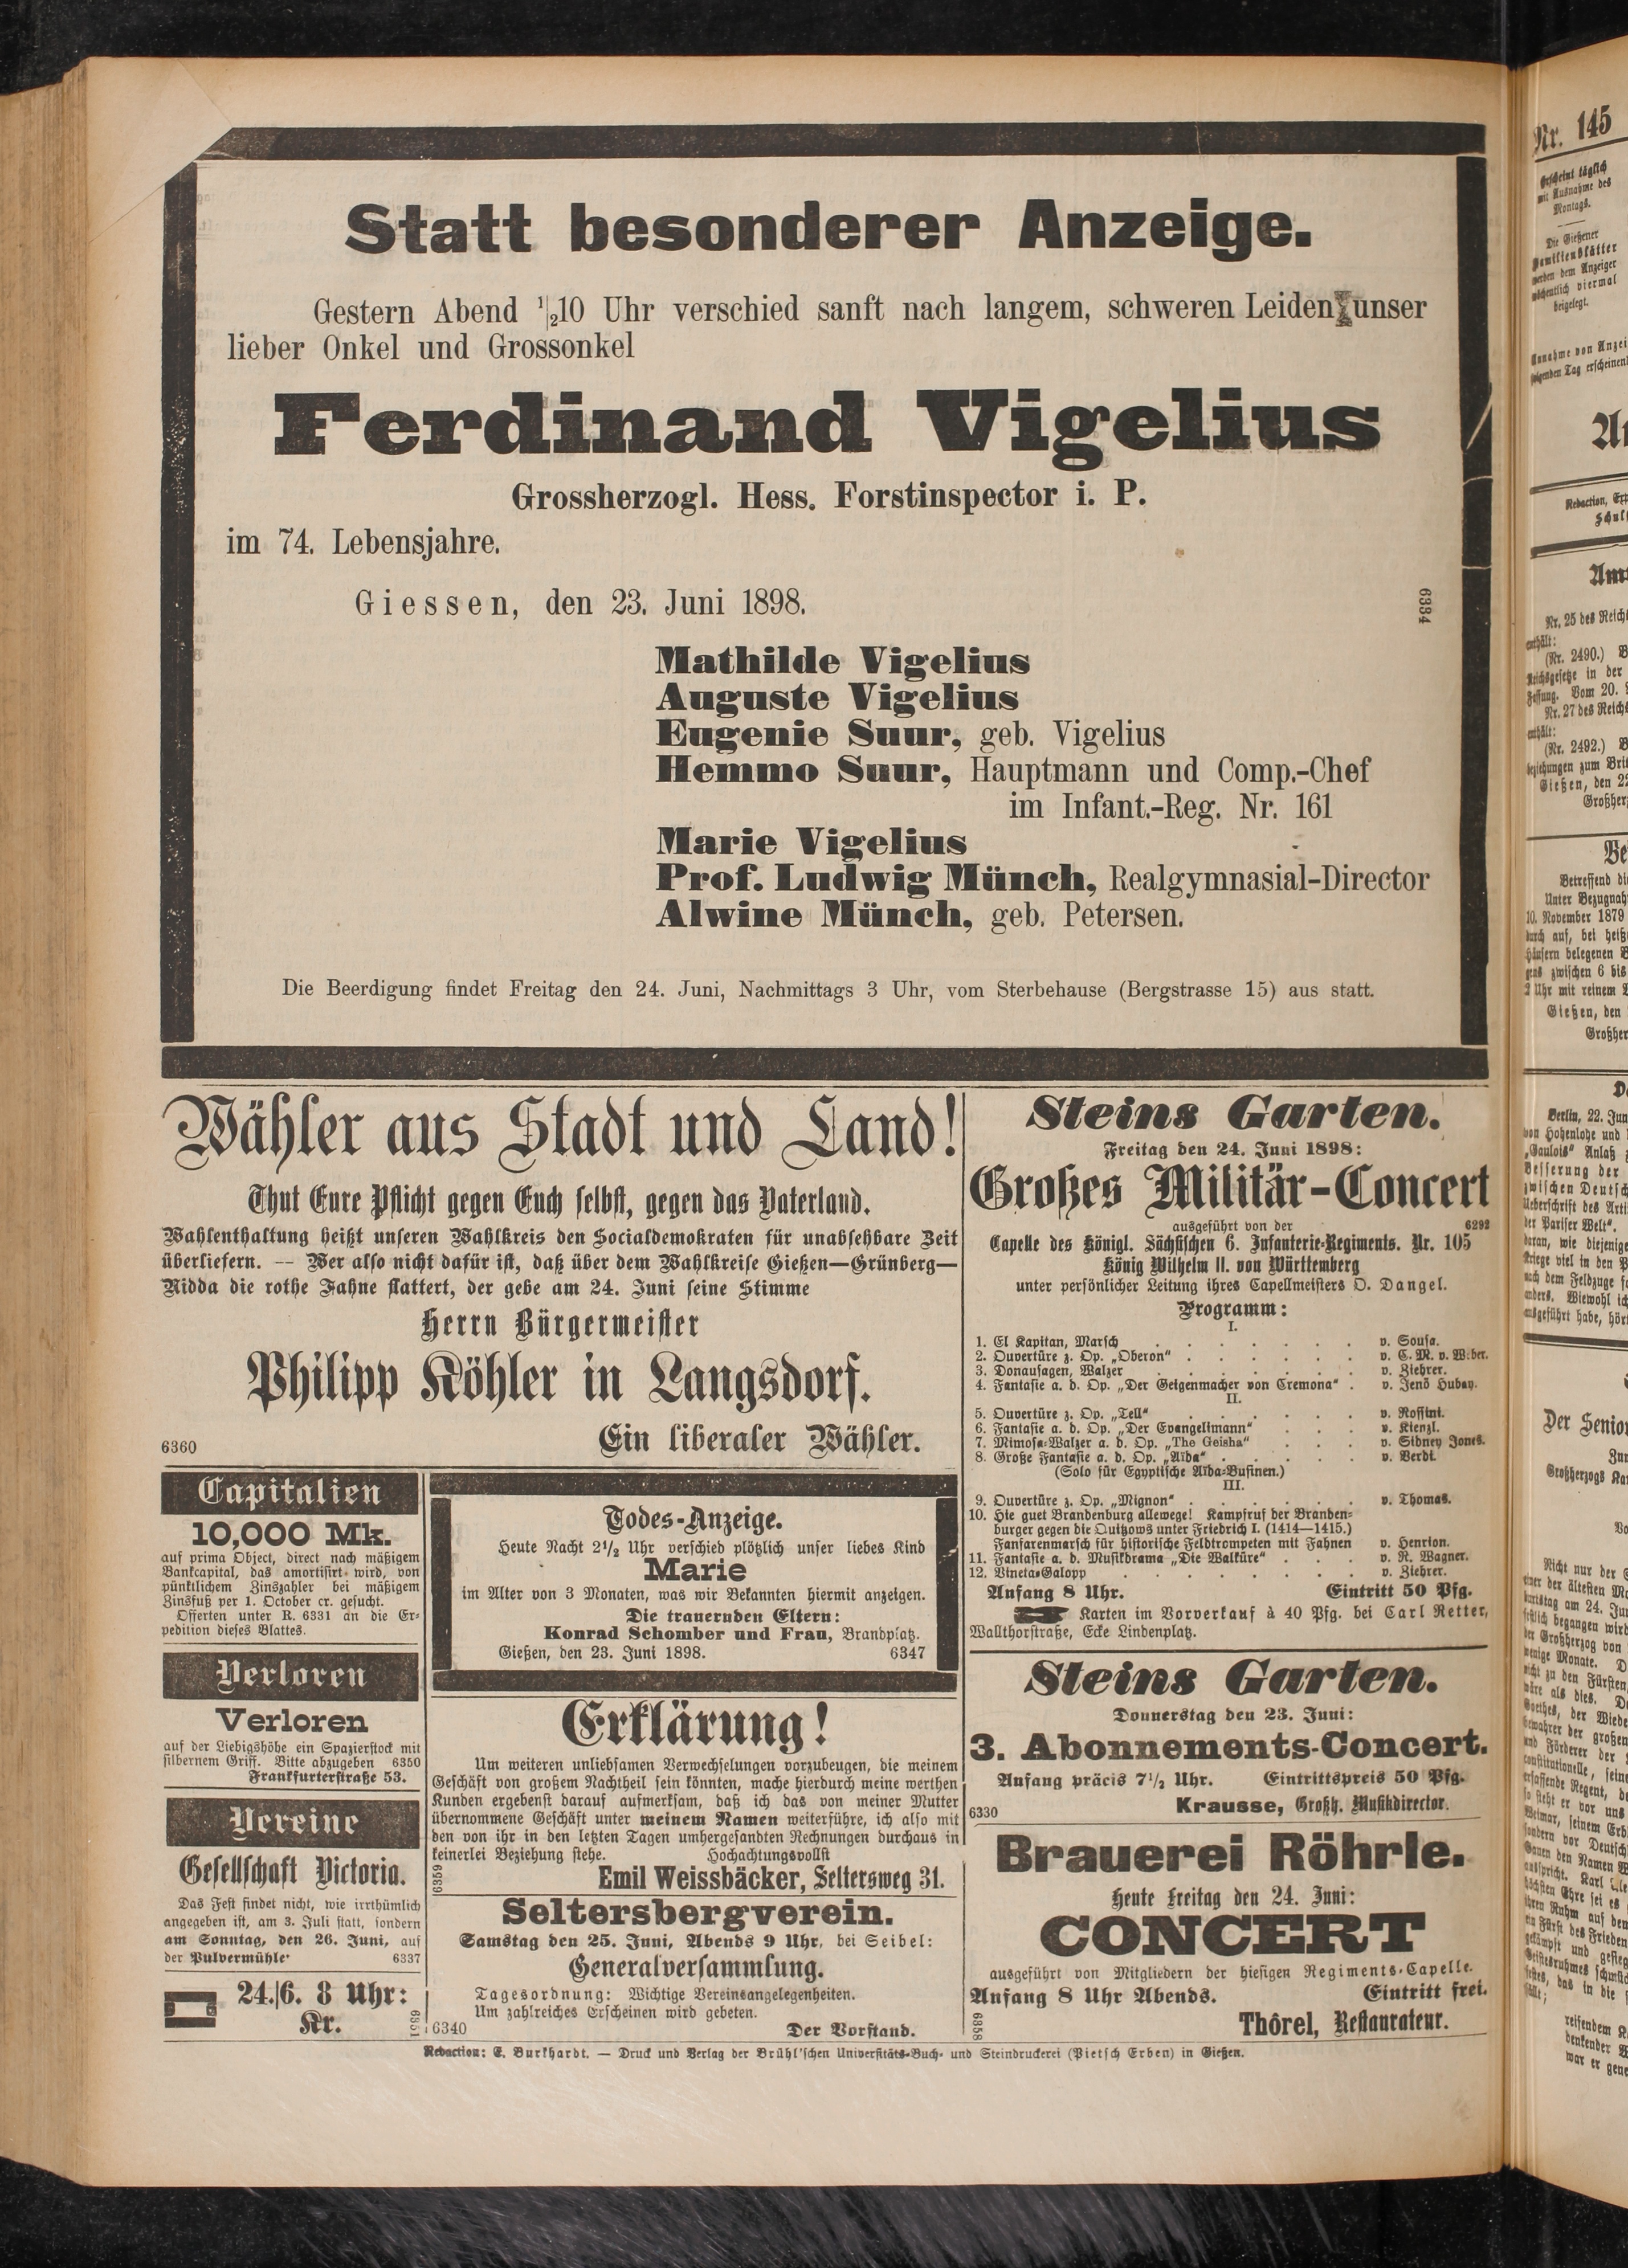 Statt besonderer Anzeige.
Gestern Abend ½10 Uhr verschied sanft nach langem, schweren Leiden unser
lieber Onkel und Grossonkel
Ferdinand Vigelius
Grossherzogl. Hess. Forstinspector i. P.
im 74. Lebensjahre.
Giessen, den 23. Juni 1898.
6334
Mathilde Vigelius
Auguste Vigelius
Eugenie Suur, geb. Vigelius
Hemmo Suur, Hauptmann und Comp.-Chef
im Infant.-Reg. Nr. 161
Marie Vigelius
Prof. Ludwig Münch, Realgymnasial-Director
Alwine Münch, geb. Petersen.
Die Beerdigung findet Freitag den 24. Juni, Nachmittags 3 Uhr, vom Sterbehause (Bergstrasse 15) aus statt.
Wähler aus Stadt und Land!
Thut Eure Pflicht gegen Euch selbst, gegen das Vaterland.
Wahlenthaltung heißt unseren Wahlkreis den Socialdemokraten für unabsehbare Zeit
überliefern. — Wer also nicht dafür ist, daß über dem Wahlkreise Gießen—Grünberg—
Nidda die rothe Fahne flattert, der gebe am 24. Juni seine Stimme
Herrn Bürgermeister
Philipp Köhler in Langsdorf.
Ein liberaler Wähler.
6360
Capitalien
10,000 Mk.
auf prima Object, direct nach mäßigem
Bankcapital, das amortisirt wird, von
pünktlichem Zinszahler bei mäßigem
Zinsfuß per 1. October cr. gesucht.
Offerten unter R. 6331 an die Er-
pedition dieses Blattes.
Verloren
Verloren
auf der Liebigshöhe ein Spazierstock mit
silbernem Griff. Bitte abzugeben 6350
Frankfurterstraße 53.
Vereine
Gesellschaft Victoria.
Das Fest findet nicht, wie irrthümlich
angegeben ist, am 3. Juli statt, sondern
am Sonntag, den 26. Juni, auf
der Pulvermühle 6337
24./6. 8 Uhr:
Kr.
6351
Todes-Anzeige.
Heute Nacht 2½ Uhr verschied plötzlich unser liebes Kind
Marie
im Alter von 3 Monaten, was wir Bekannten hiermit anzeigen.
Die trauernden Eltern:
Konrad Schomber und Frau, Brandplatz.
Gießen, den 23. Juni 1898. 6347
Erklärung!
Um weiteren unliebsamen Verwechselungen vorzubeugen, die meinem
Geschäft von großem Nachtheil sein könnten, mache hierdurch meine werthen
Kunden ergebenst darauf aufmerksam, daß ich das von meiner Mutter
übernommene Geschäft unter meinem Namen weiterführe, ich also mit
den von ihr in den letzten Tagen umhergesandten Rechnungen durchaus in
keinerlei Beziehung stehe. Hochachtungsvollst
6359
Emil Weissbäcker, Seltersweg 31.
Seltersbergverein.
Samstag den 25. Juni, Abends 9 Uhr, bei Seibel:
Generalversammlung.
Tagesordnung: Wichtige Vereinsangelegenheiten.
Um zahlreiches Erscheinen wird gebeten.
6340 Der Vorstand.
Steins Garten.
Freitag den 24. Juni 1898:
Großes Militär-Concert
ausgeführt von der 6292
Capelle des Königl. Sächsischen 6. Infanterie-Regiments. Nr. 105
König Wilhelm II. von Württemberg
unter persönlicher Leitung ihres Capellmeisters O. Dangel.
Programm:
I.
1. El Kapitan, Marsch . . . . . . v. Sousa.
2. Ouvertüre z. Op. „Oberon“ . . . . . . v. C. M. v. Weber.
3. Donausagen, Walzer . . . . . . v. Ziehrer.
4. Fantasie a. d. Op. „Der Geigenmacher von Cremona“ . v. Jenö Hubay.
II.
5. Ouvertüre z. Op. „Tell“ . . . . . . v. Rossini.
6. Fantasie a. d. Op. „Der Evangelimann“ . . . v. Kienzl.
7. Mimosa-Walzer a. d. Op. „The Geisha“ . . . v. Sidney Jones.
8. Große Fantasie a. d. Op. „Aïda“ . . . . . v. Verdi.
(Solo für Egyptische Aïda-Businen.)
III.
9. Ouvertüre z. Op. „Mignon“ . . . . . . v. Thomas.
10. Hie guet Brandenburg allewege! Kampfruf der Branden-
burger gegen die Quitzows unter Friedrich I. (1414—1415.)
Fanfarenmarsch für historische Feldtrompeten mit Fahnen v. Henrion.
11. Fantasie a. d. Musikdrama „Die Walküre“ . . . v. R. Wagner.
12. Vineta-Galopp . . . . . . v. Ziehrer.
Anfang 8 Uhr. Eintritt 50 Pfg.
Karten im Vorverkauf à 40 Pfg. bei Carl Retter,
Wallthorstraße, Ecke Lindenplatz.
Steins Garten.
Donnerstag den 23. Juni:
3. Abonnements-Concert.
Anfang präcis 7½ Uhr. Eintrittspreis 50 Pfg.
6330 Krausse, Großh. Musikdirector.
Brauerei Röhrle.
Heute Freitag den 24. Juni:
CONCERT
ausgeführt von Mitgliedern der hiesigen Regiments-Capelle.
Anfang 8 Uhr Abends. Eintritt frei.
6358
Thôrel, Restaurateur.
Redaction: E. Burkhardt. — Druck und Verlag der Brühl'schen Universitäts-Buch- und Steindruckerei (Pietsch Erben) in Gießen.
Nr. 145